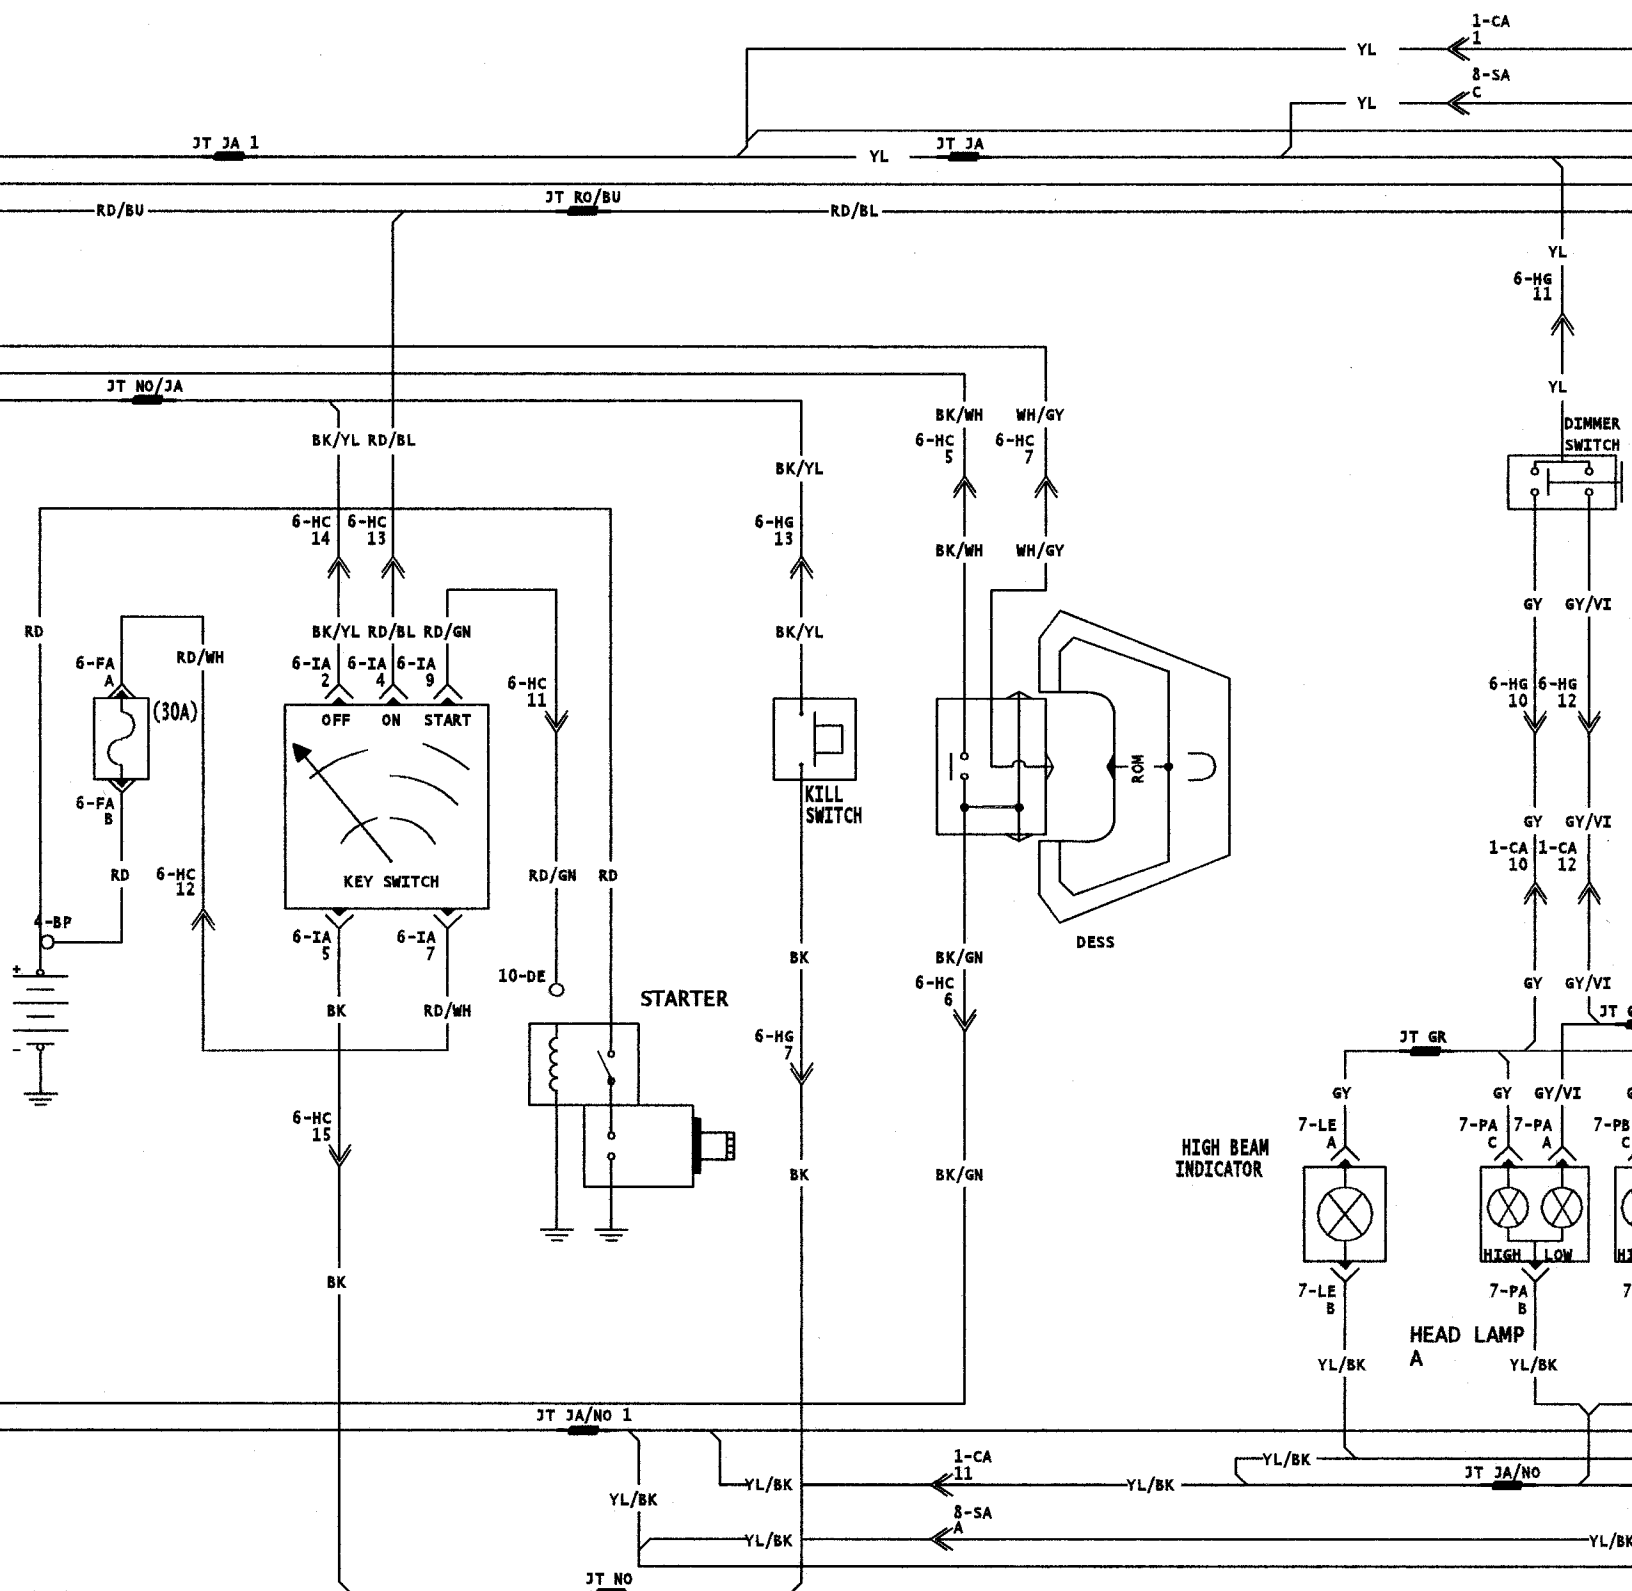 1-CA
1
YL
8-SA
C
YL
JT JA 1
YL
JT JA
RD/BU
JT RO/BU
RD/BL
YL
6-HG
11
JT NO/JA
YL
BK/YL RD/BL
BK/WH WH/GY
6-HC 6-HC
5 7
DIMMER
SWITCH
BK/YL
6-HC 6-HC
14 13
6-HG
13
BK/WH WH/GY
GY GY/VI
RD
BK/YL RD/BL RD/GN
BK/YL
RD/WH
6-FA
A
6-IA 6-IA 6-IA
2 4 9
6-HC
11
6-HG 6-HG
10 12
(30A)
OFF ON START
ROM
6-FA
B
KILL
SWITCH
GY GY/VI
1-CA 1-CA
10 12
RD
6-HC
12
KEY SWITCH
RD/GN RD
4-BP
6-IA 6-IA
5 7
DESS
BK
BK/GN
+
10-DE
6-HC
6
GY GY/VI
STARTER
BK RD/WH
JT G
-
6-HG
7
JT GR
GY GY GY/VI G
6-HC
15
7-LE 7-PA 7-PA 7-PB
A C A C
HIGH BEAM
INDICATOR
BK
BK/GN
HIGH LOW HI
BK
7-LE 7-PA 7
B B
HEAD LAMP
A
YL/BK YL/BK
JT JA/NO 1
1-CA
11
YL/BK
JT JA/NO
YL/BK YL/BK
YL/BK
8-SA
A
YL/BK YL/BK
JT NO